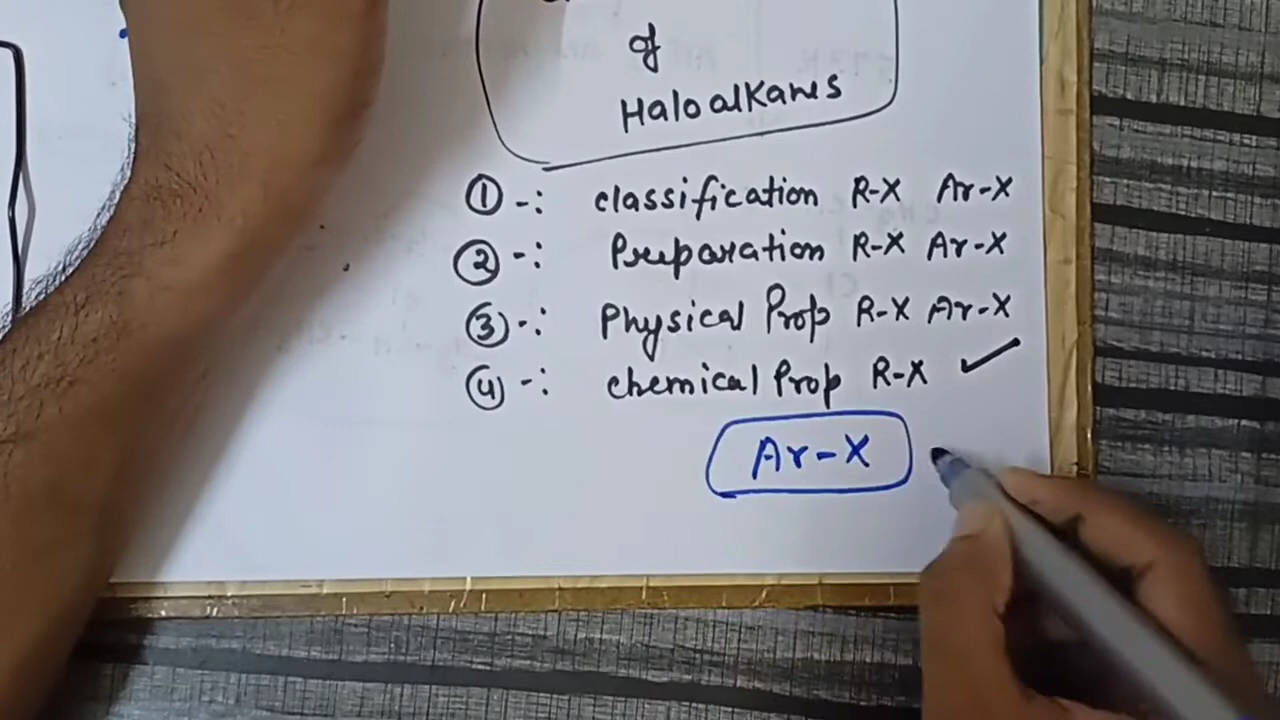 of
Haloalkanes
① -: classification R-X Ar-X
② -: Preparation R-X Ar-X
③ -: Physical Prop R-X Ar-X
④ -: chemical Prop R-X ✓
Ar-X